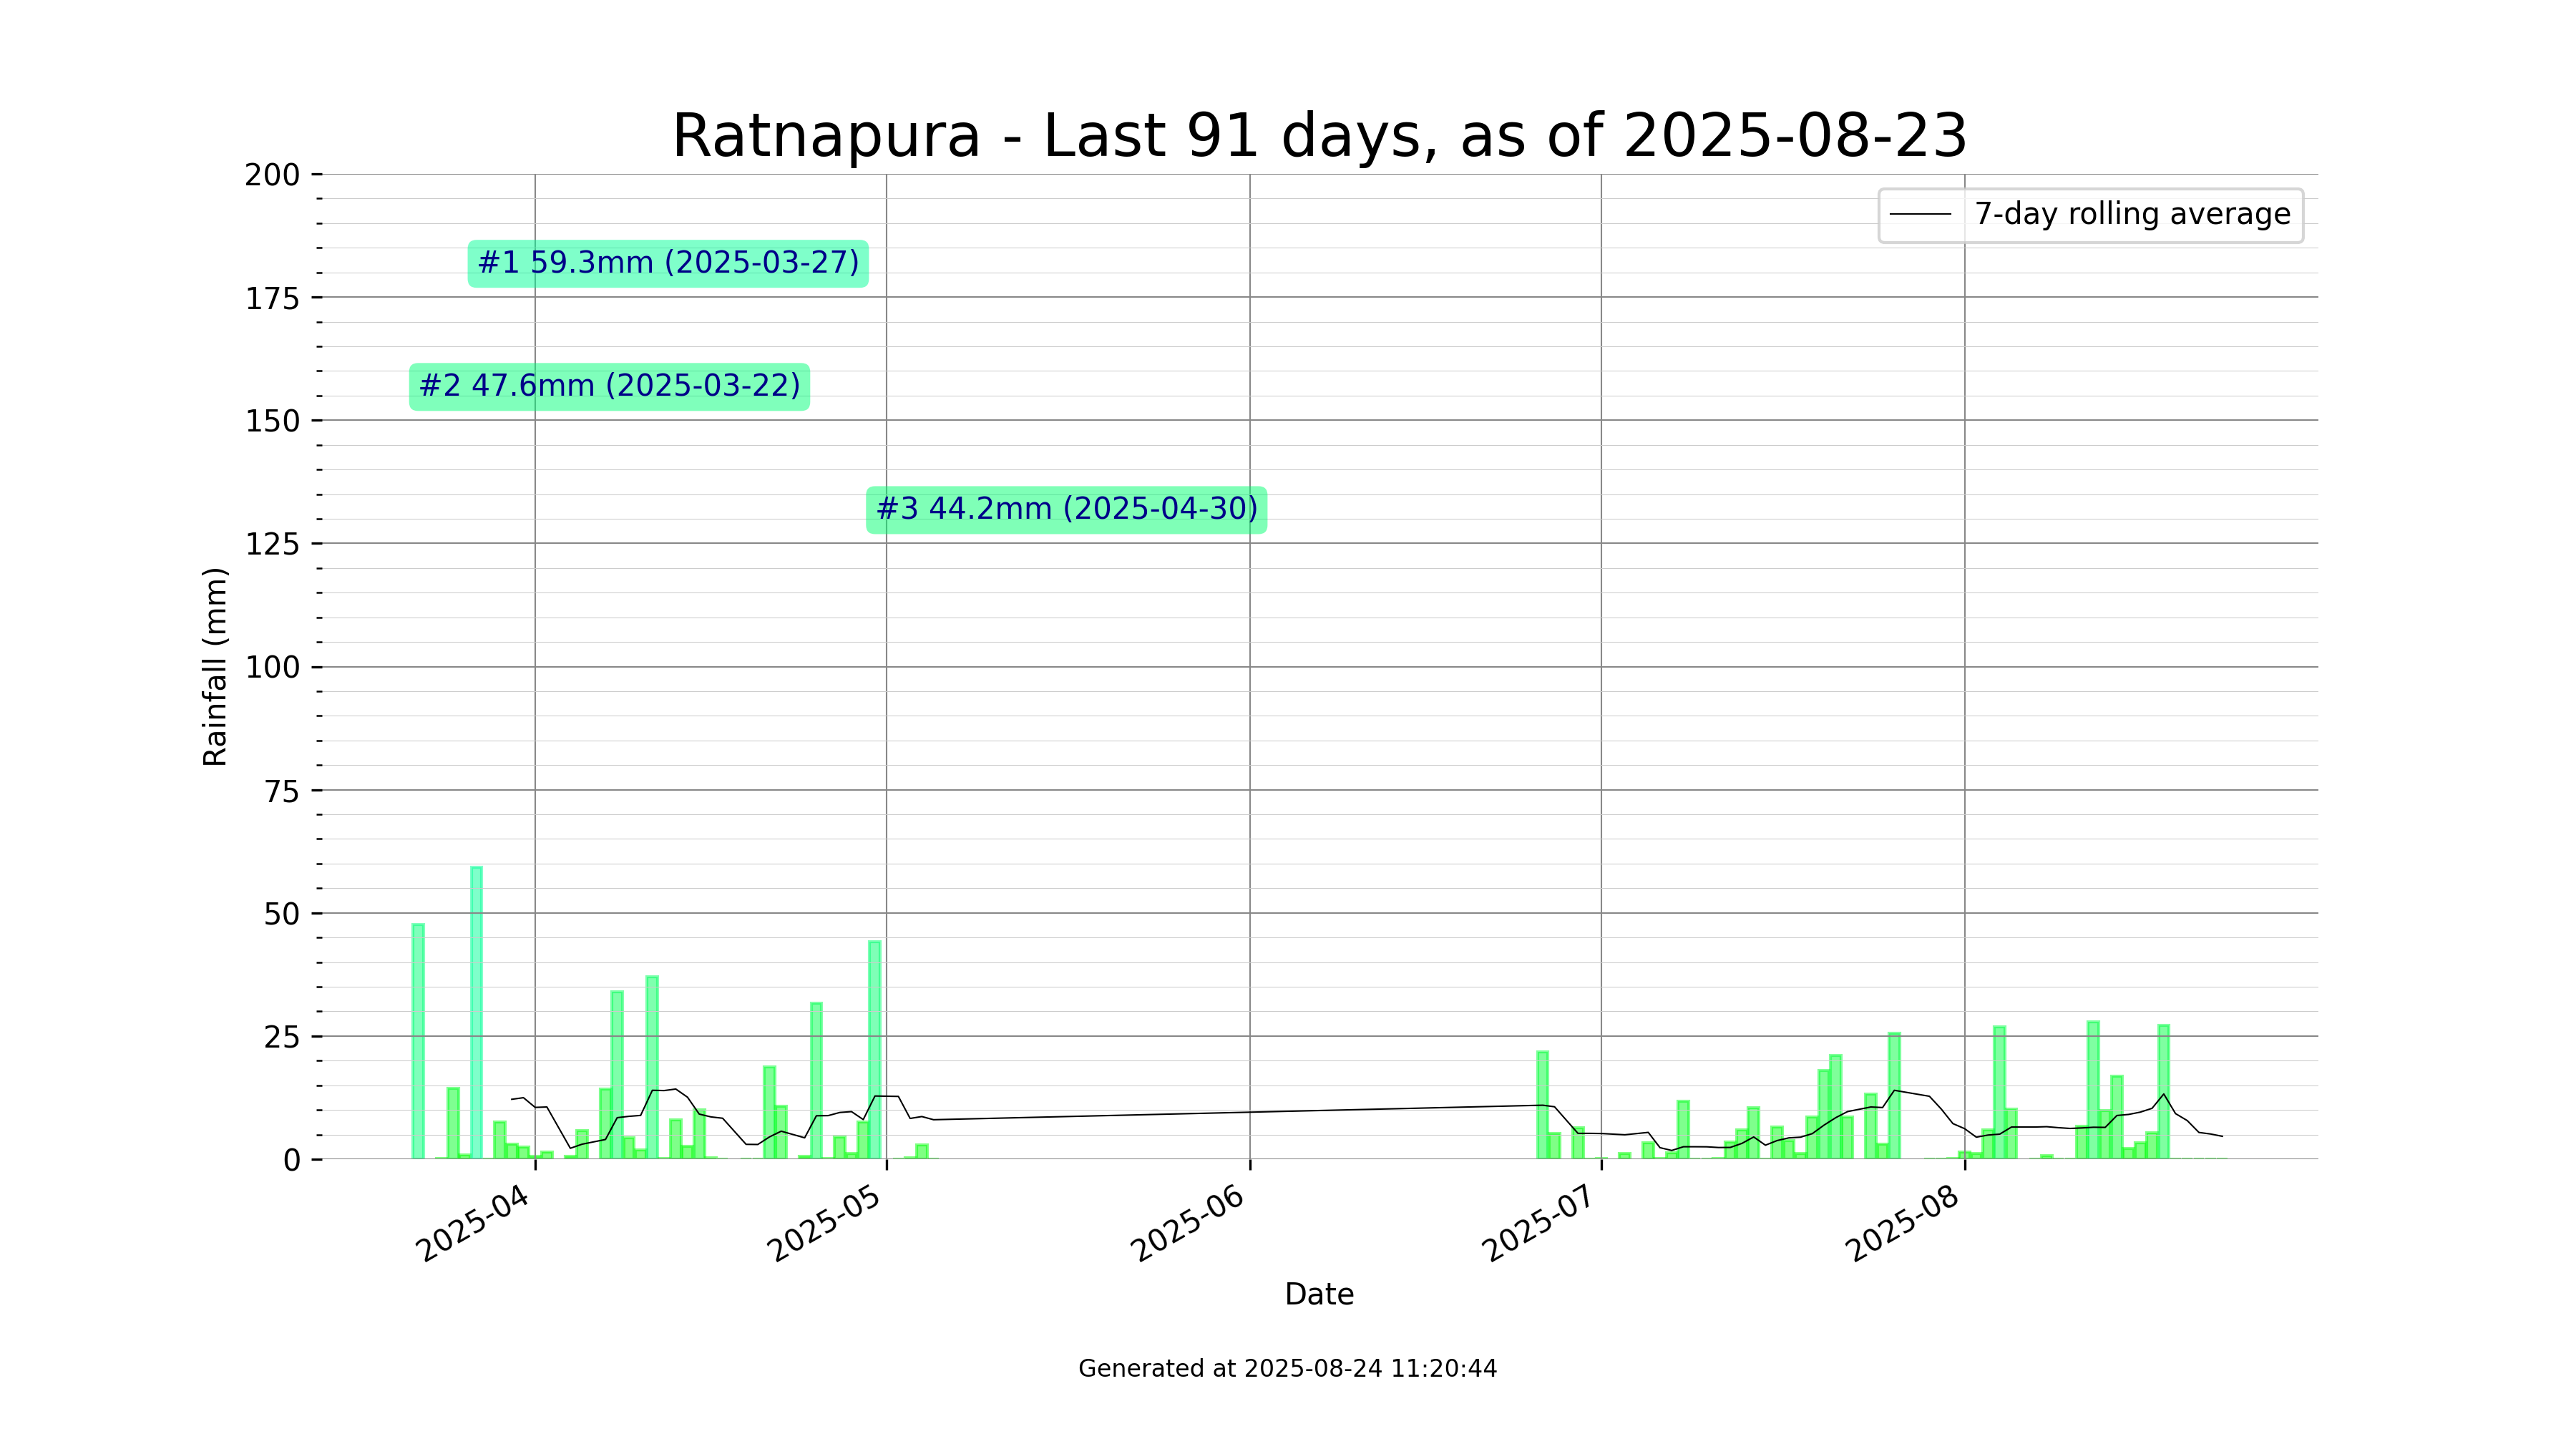 Ratnapura - Last 91 days, as of 2025-08-23
200
175
150
125
100
75
50
25
0
Rainfall (mm)
7-day rolling average
#1 59.3mm (2025-03-27)
#2 47.6mm (2025-03-22)
#3 44.2mm (2025-04-30)
2025-04
2025-05
2025-06
2025-07
2025-08
Date
Generated at 2025-08-24 11:20:44